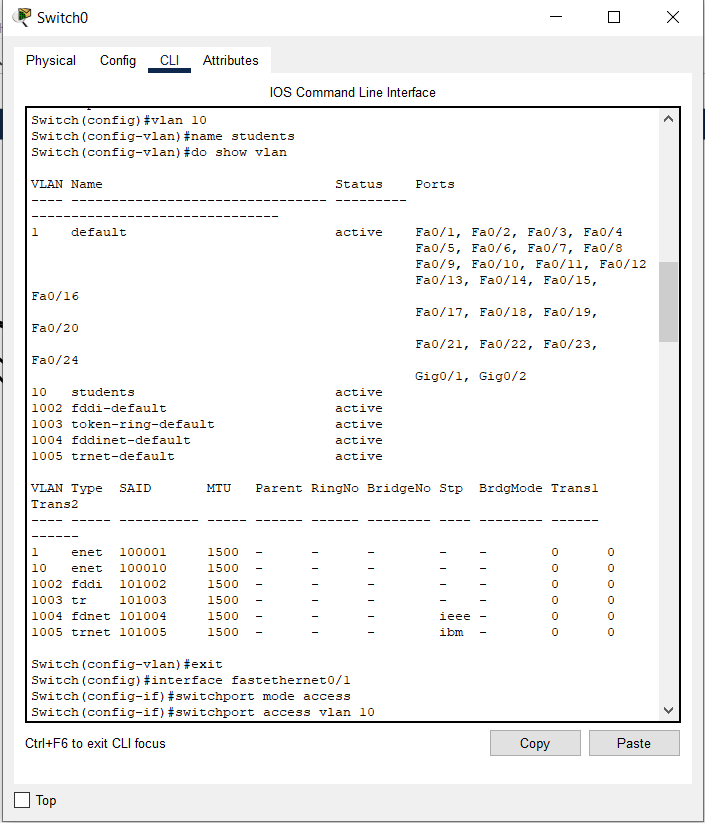 Switch0
Physical Config CLI Attributes
IOS Command Line Interface
Switch(config)#vlan 10
Switch(config-vlan)#name students
Switch(config-vlan)#do show vlan
VLAN Name                             Status    Ports
---- -------------------------------- ---------
-------------------------------
1    default                          active    Fa0/1, Fa0/2, Fa0/3, Fa0/4
                                                Fa0/5, Fa0/6, Fa0/7, Fa0/8
                                                Fa0/9, Fa0/10, Fa0/11, Fa0/12
                                                Fa0/13, Fa0/14, Fa0/15,
Fa0/16
                                                Fa0/17, Fa0/18, Fa0/19,
Fa0/20
                                                Fa0/21, Fa0/22, Fa0/23,
Fa0/24
                                                Gig0/1, Gig0/2
10   students                         active
1002 fddi-default                     active
1003 token-ring-default               active
1004 fddinet-default                  active
1005 trnet-default                    active
VLAN Type  SAID       MTU   Parent RingNo BridgeNo Stp  BrdgMode Trans1
Trans2
---- ----- ---------- ----- ------ ------ -------- ---- -------- ------
------
1    enet  100001     1500  -      -      -        -    -        0      0
10   enet  100010     1500  -      -      -        -    -        0      0
1002 fddi  101002     1500  -      -      -        -    -        0      0
1003 tr    101003     1500  -      -      -        -    -        0      0
1004 fdnet 101004     1500  -      -      -        ieee -        0      0
1005 trnet 101005     1500  -      -      -        ibm  -        0      0
Switch(config-vlan)#exit
Switch(config)#interface fastethernet0/1
Switch(config-if)#switchport mode access
Switch(config-if)#switchport access vlan 10
Ctrl+F6 to exit CLI focus
Copy Paste
Top